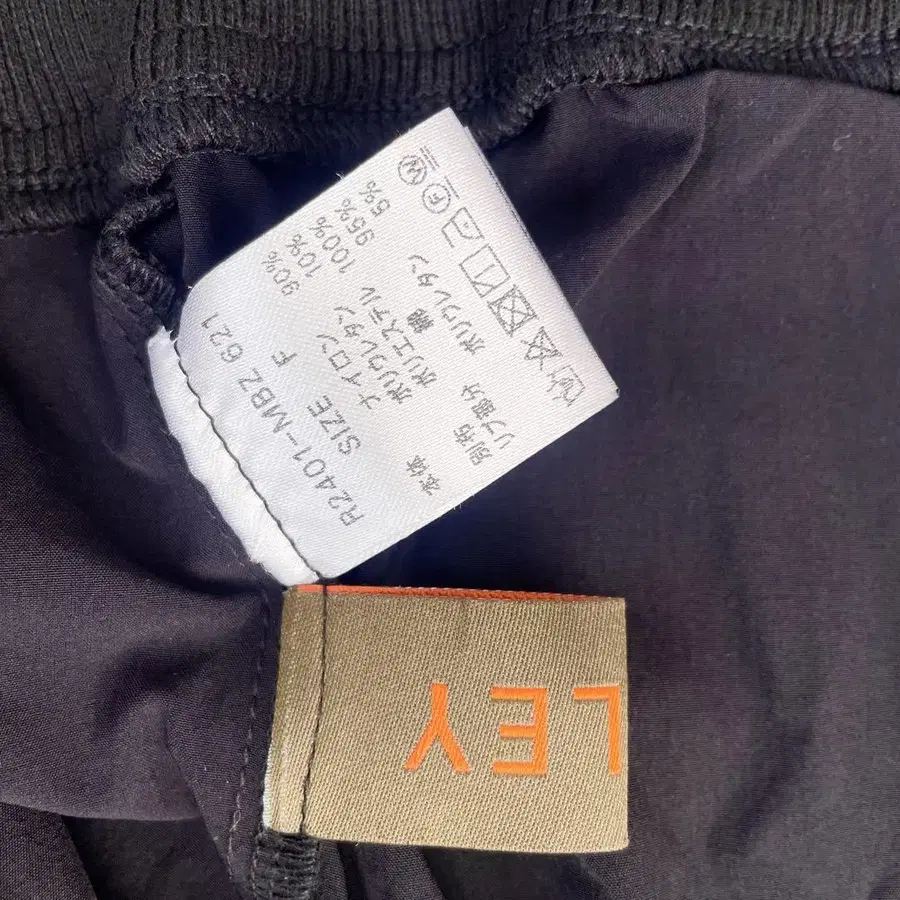 R2401-MBZ 621
SIZE F
本体 ナイロン 90%
ポリウレタン 10%
別布 ポリエステル 100%
リブ部分 綿 95%
ポリウレタン 5%
F W
LEY